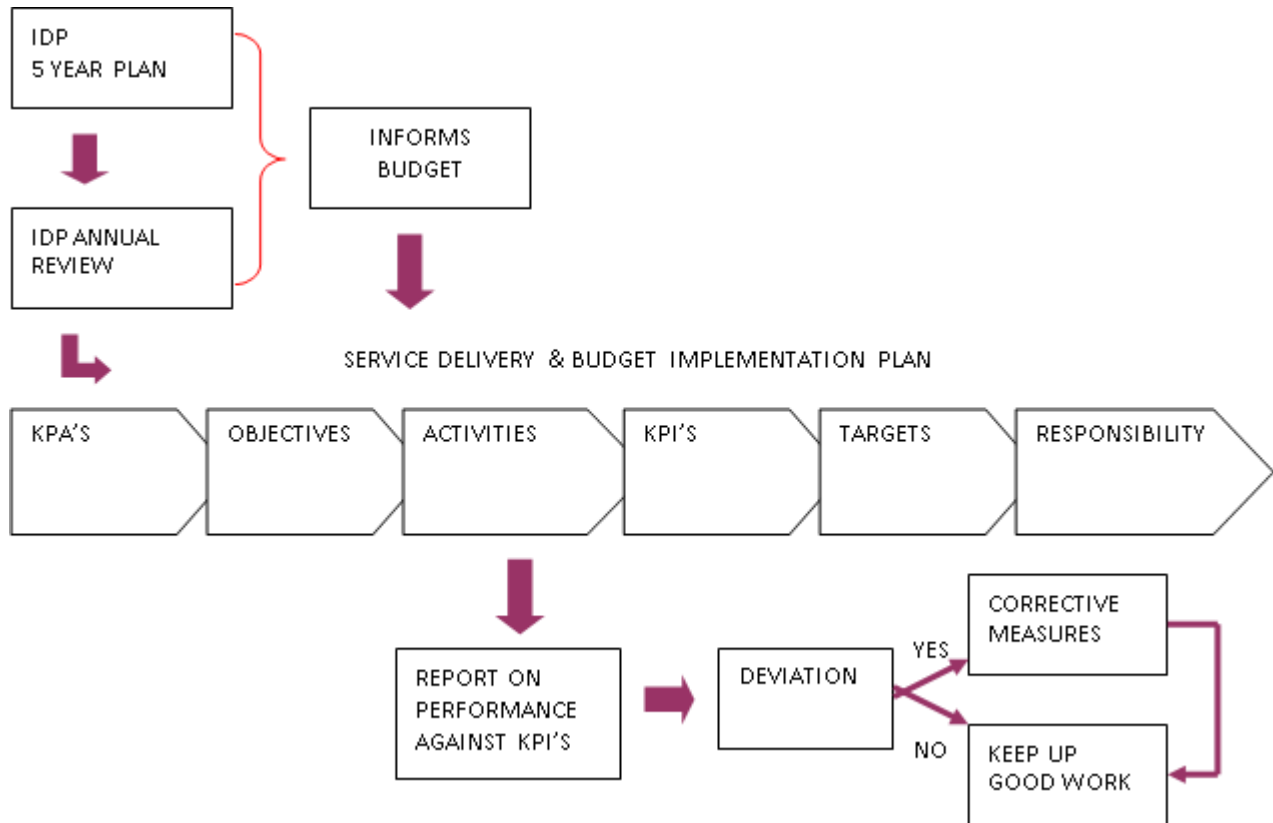 IDP
5 YEAR PLAN
INFORMS
BUDGET
IDP ANNUAL
REVIEW
SERVICE DELIVERY & BUDGET IMPLEMENTATION PLAN
KPA'S
OBJECTIVES
ACTIVITIES
KPI'S
TARGETS
RESPONSIBILITY
REPORT ON
PERFORMANCE
AGAINST KPI'S
DEVIATION
YES
NO
CORRECTIVE
MEASURES
KEEP UP
GOOD WORK